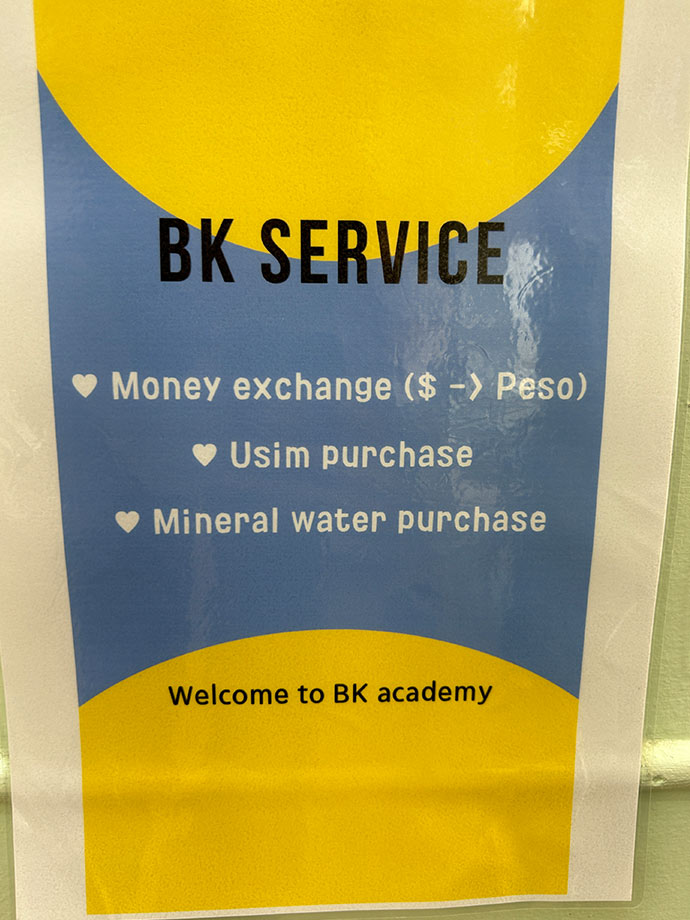 BK SERVICE
♥ Money exchange ($ -> Peso)
♥ Usim purchase
♥ Mineral water purchase
Welcome to BK academy